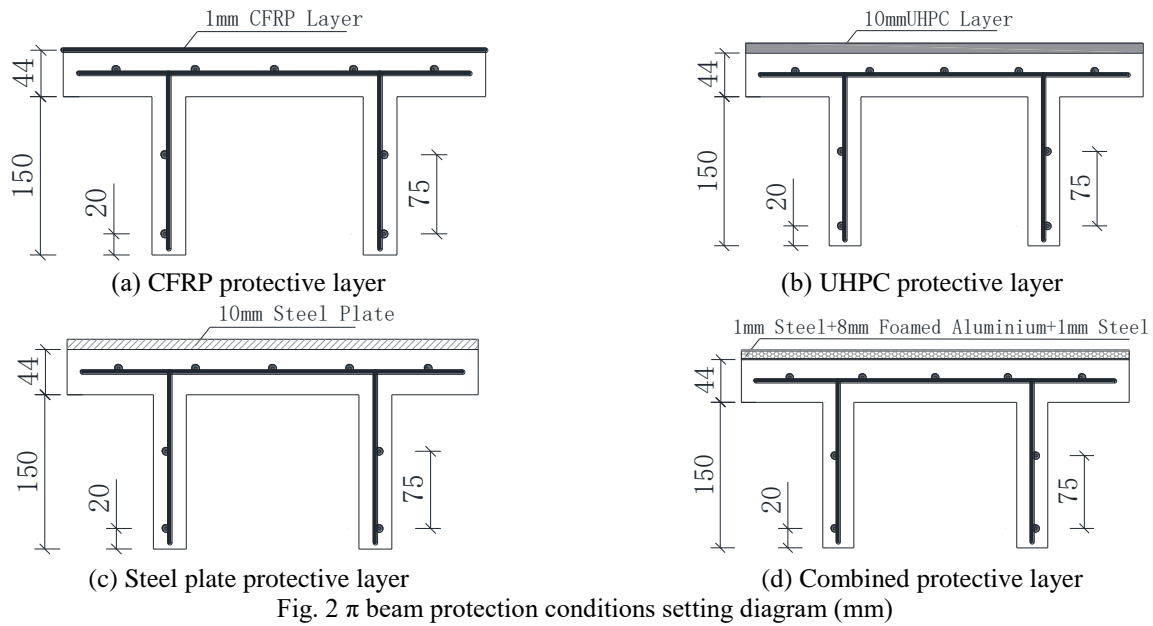 1mm CFRP Layer
44
150
20
75
(a) CFRP protective layer
10mmUHPC Layer
44
150
20
75
(b) UHPC protective layer
10mm Steel Plate
44
150
20
75
(c) Steel plate protective layer
1mm Steel+8mm Foamed Aluminium+1mm Steel
44
150
20
75
(d) Combined protective layer
Fig. 2 π beam protection conditions setting diagram (mm)